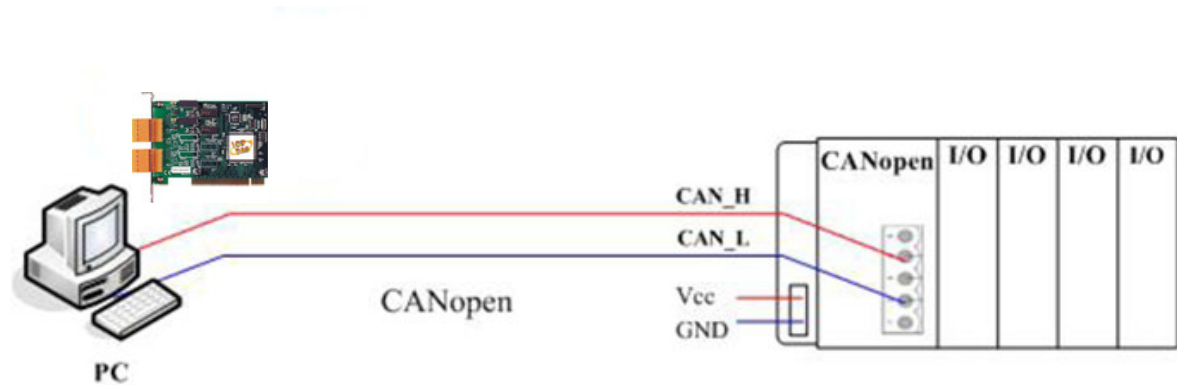 CANopen I/O I/O I/O I/O
CAN_H
CAN_L
CANopen
Vcc
GND
PC